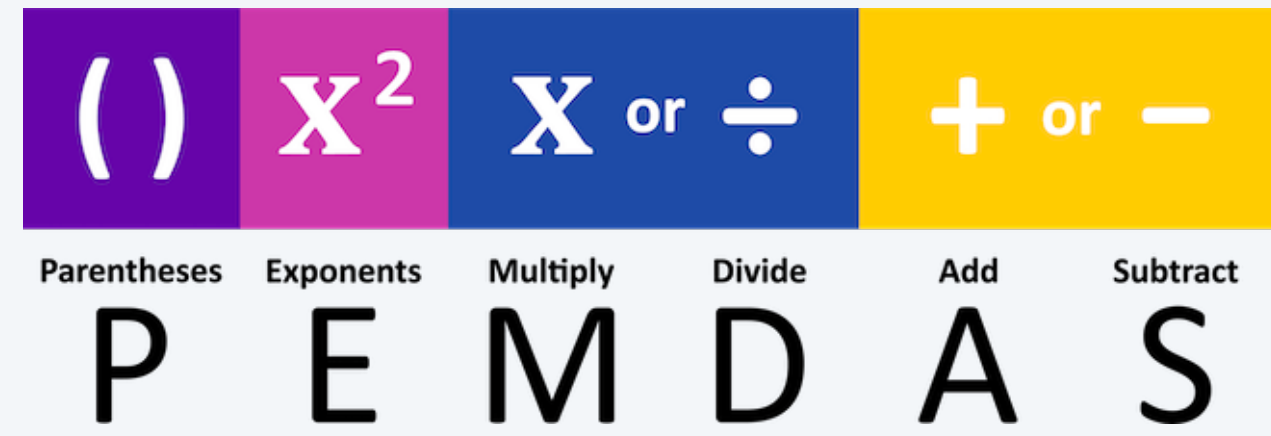 ( ) x² x or ÷ + or −
Parentheses Exponents Multiply Divide Add Subtract
P E M D A S